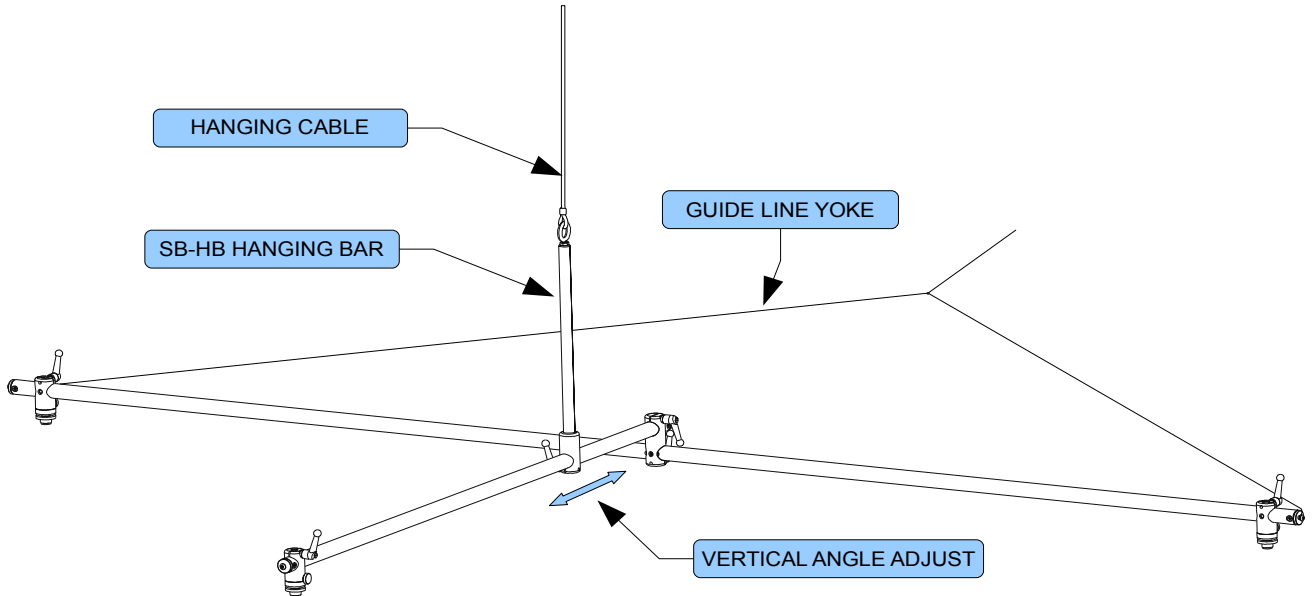 HANGING CABLE
GUIDE LINE YOKE
SB-HB HANGING BAR
VERTICAL ANGLE ADJUST